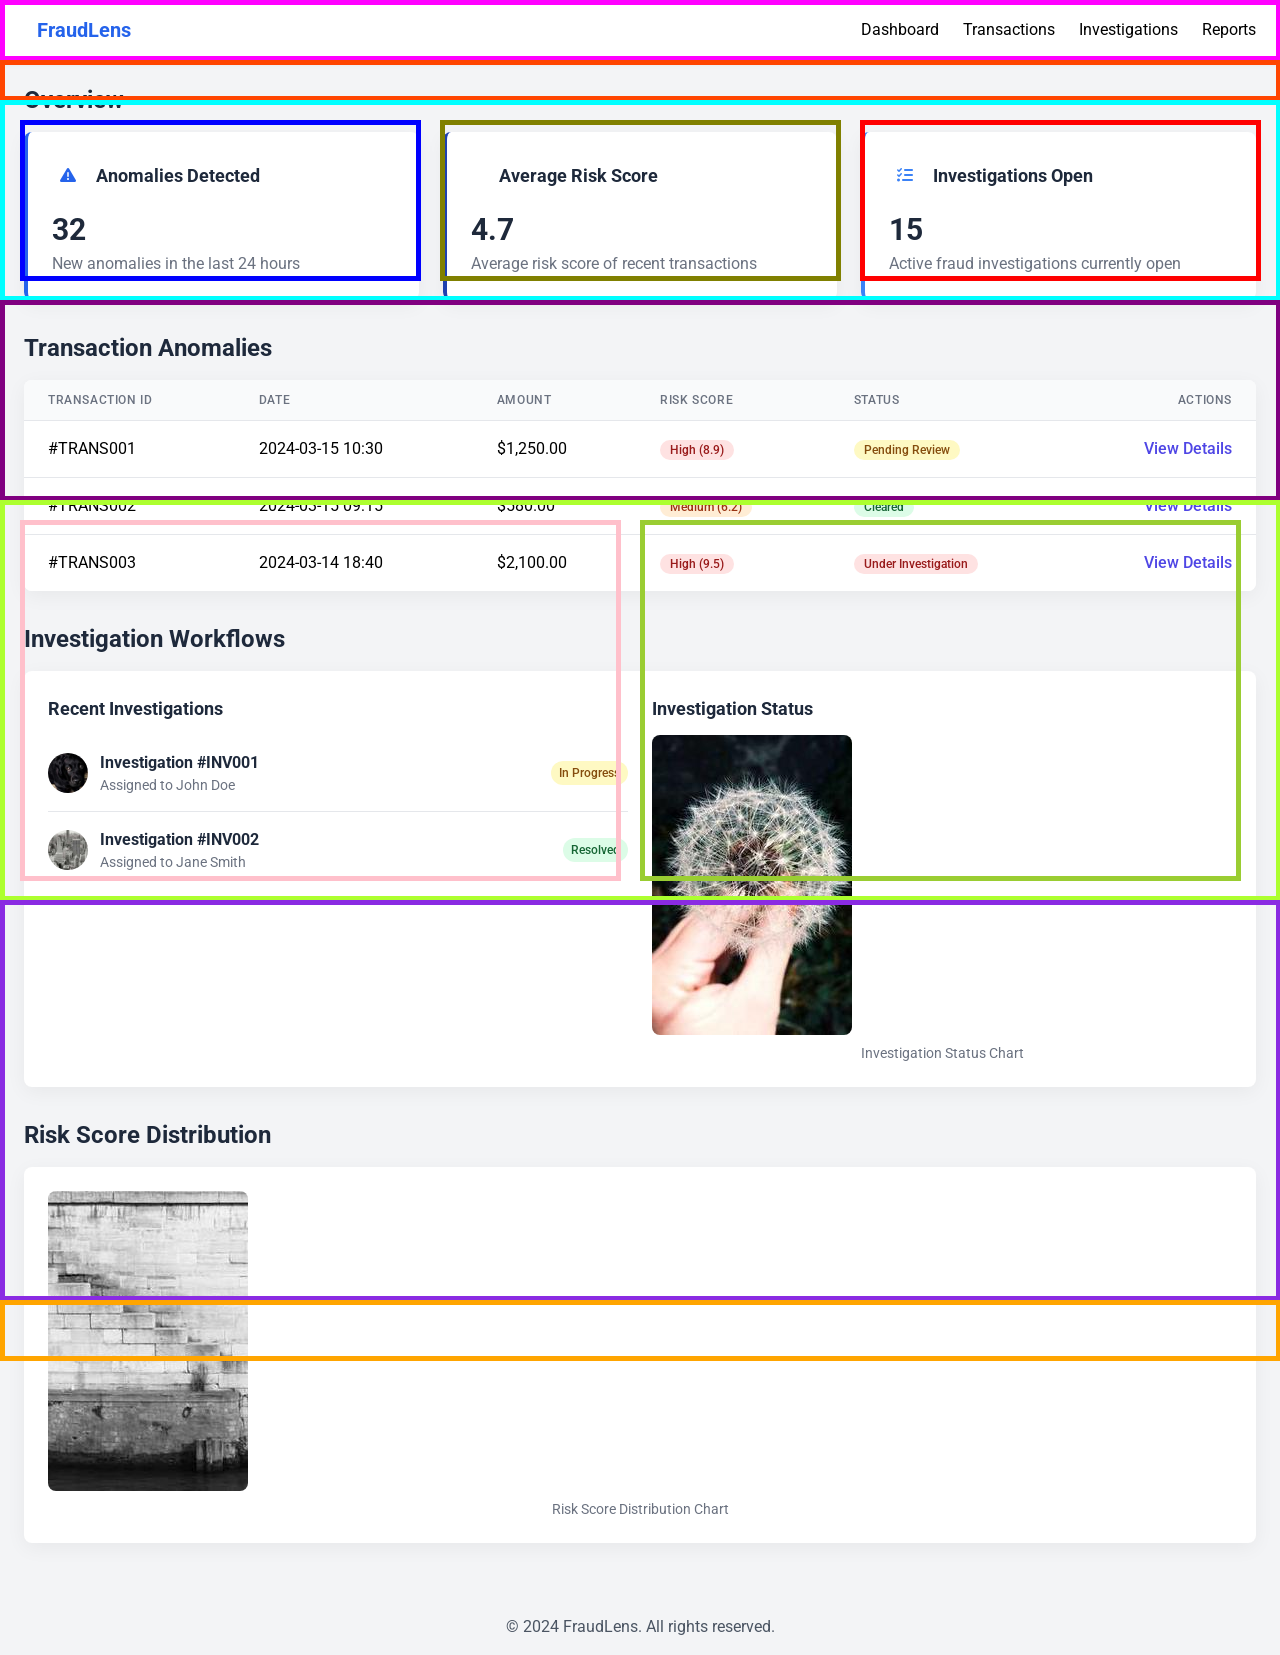 FraudLens
Dashboard Transactions Investigations Reports
Overview
Anomalies Detected
32
New anomalies in the last 24 hours
Average Risk Score
4.7
Average risk score of recent transactions
Investigations Open
15
Active fraud investigations currently open
Transaction Anomalies
TRANSACTION ID DATE AMOUNT RISK SCORE STATUS ACTIONS
#TRANS001 2024-03-15 10:30 $1,250.00 High (8.9) Pending Review View Details
#TRANS002 2024-03-15 09:15 $580.00 Medium (6.2) Cleared View Details
#TRANS003 2024-03-14 18:40 $2,100.00 High (9.5) Under Investigation View Details
Investigation Workflows
Recent Investigations
Investigation #INV001
Assigned to John Doe
In Progress
Investigation #INV002
Assigned to Jane Smith
Resolved
Investigation Status
Investigation Status Chart
Risk Score Distribution
Risk Score Distribution Chart
© 2024 FraudLens. All rights reserved.